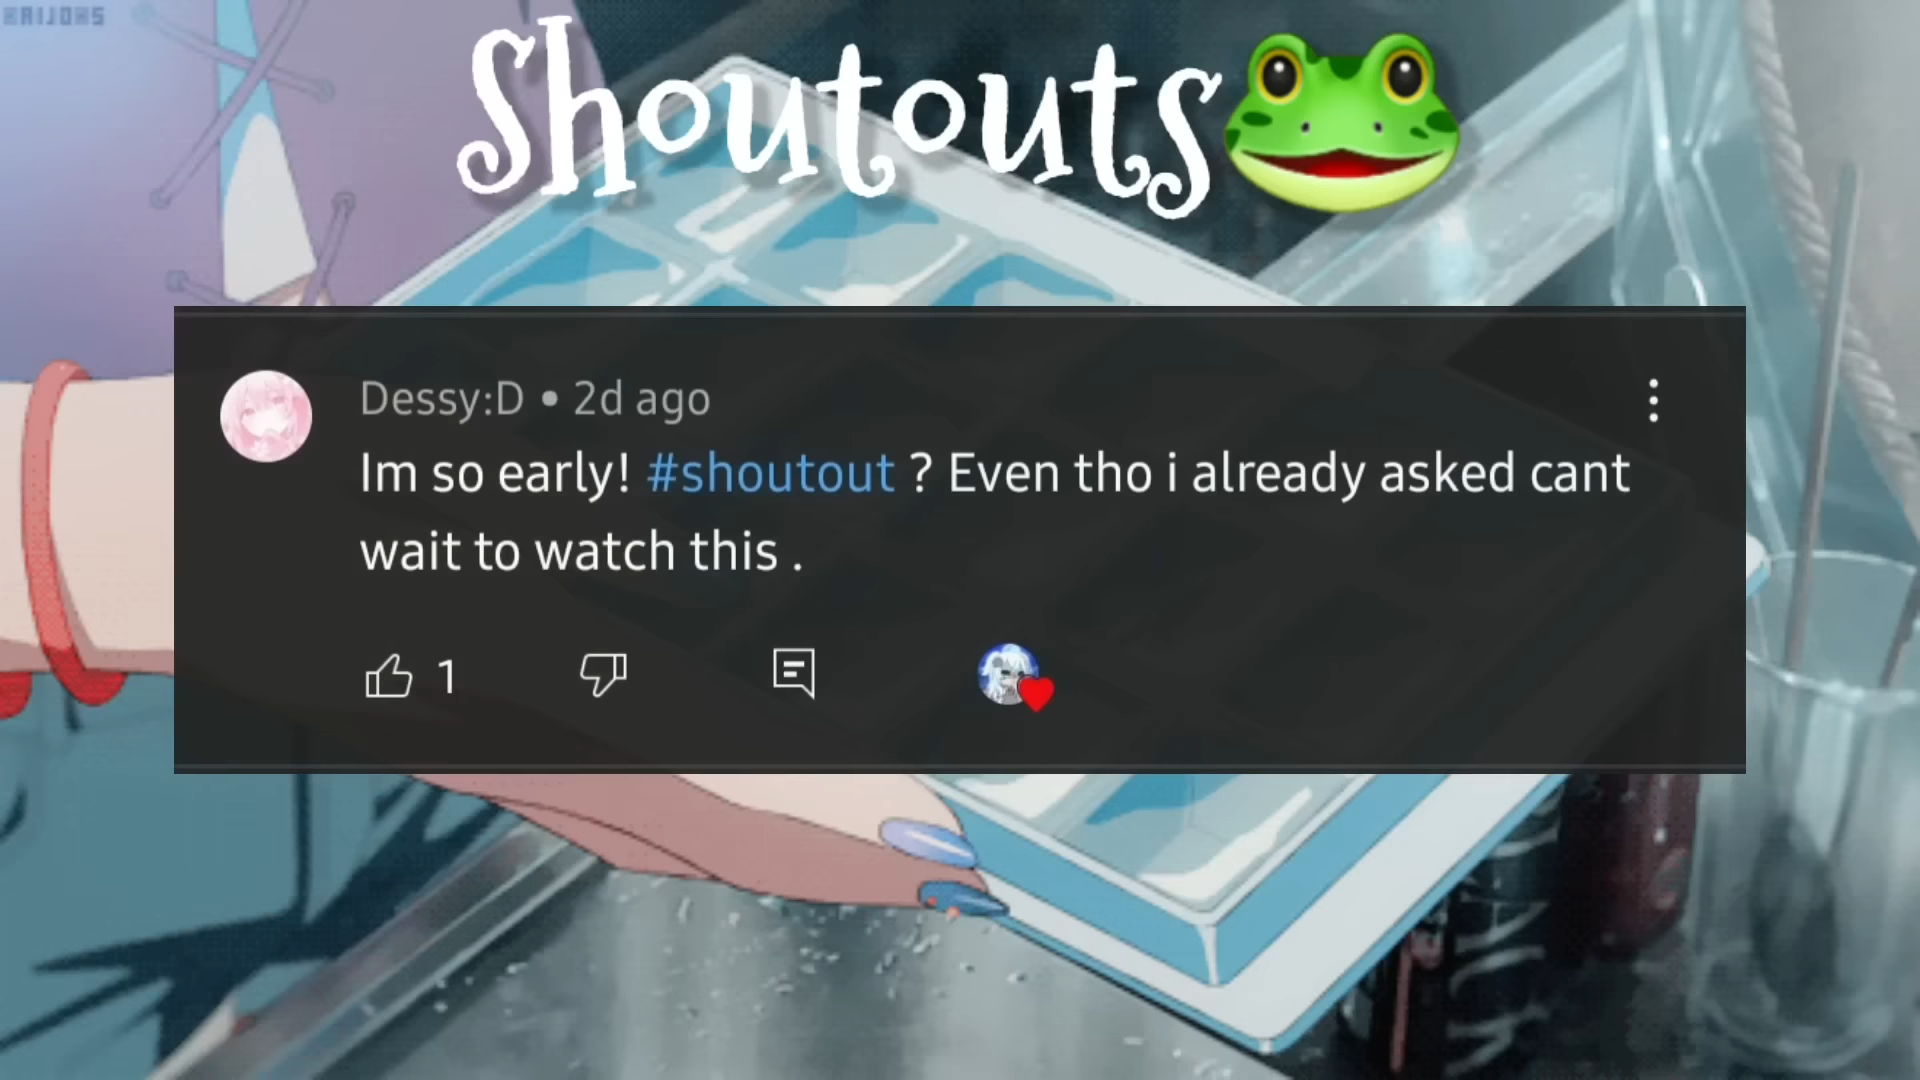 Shoutouts🐸
Dessy:D • 2d ago
Im so early! #shoutout ? Even tho i already asked cant
wait to watch this .
1